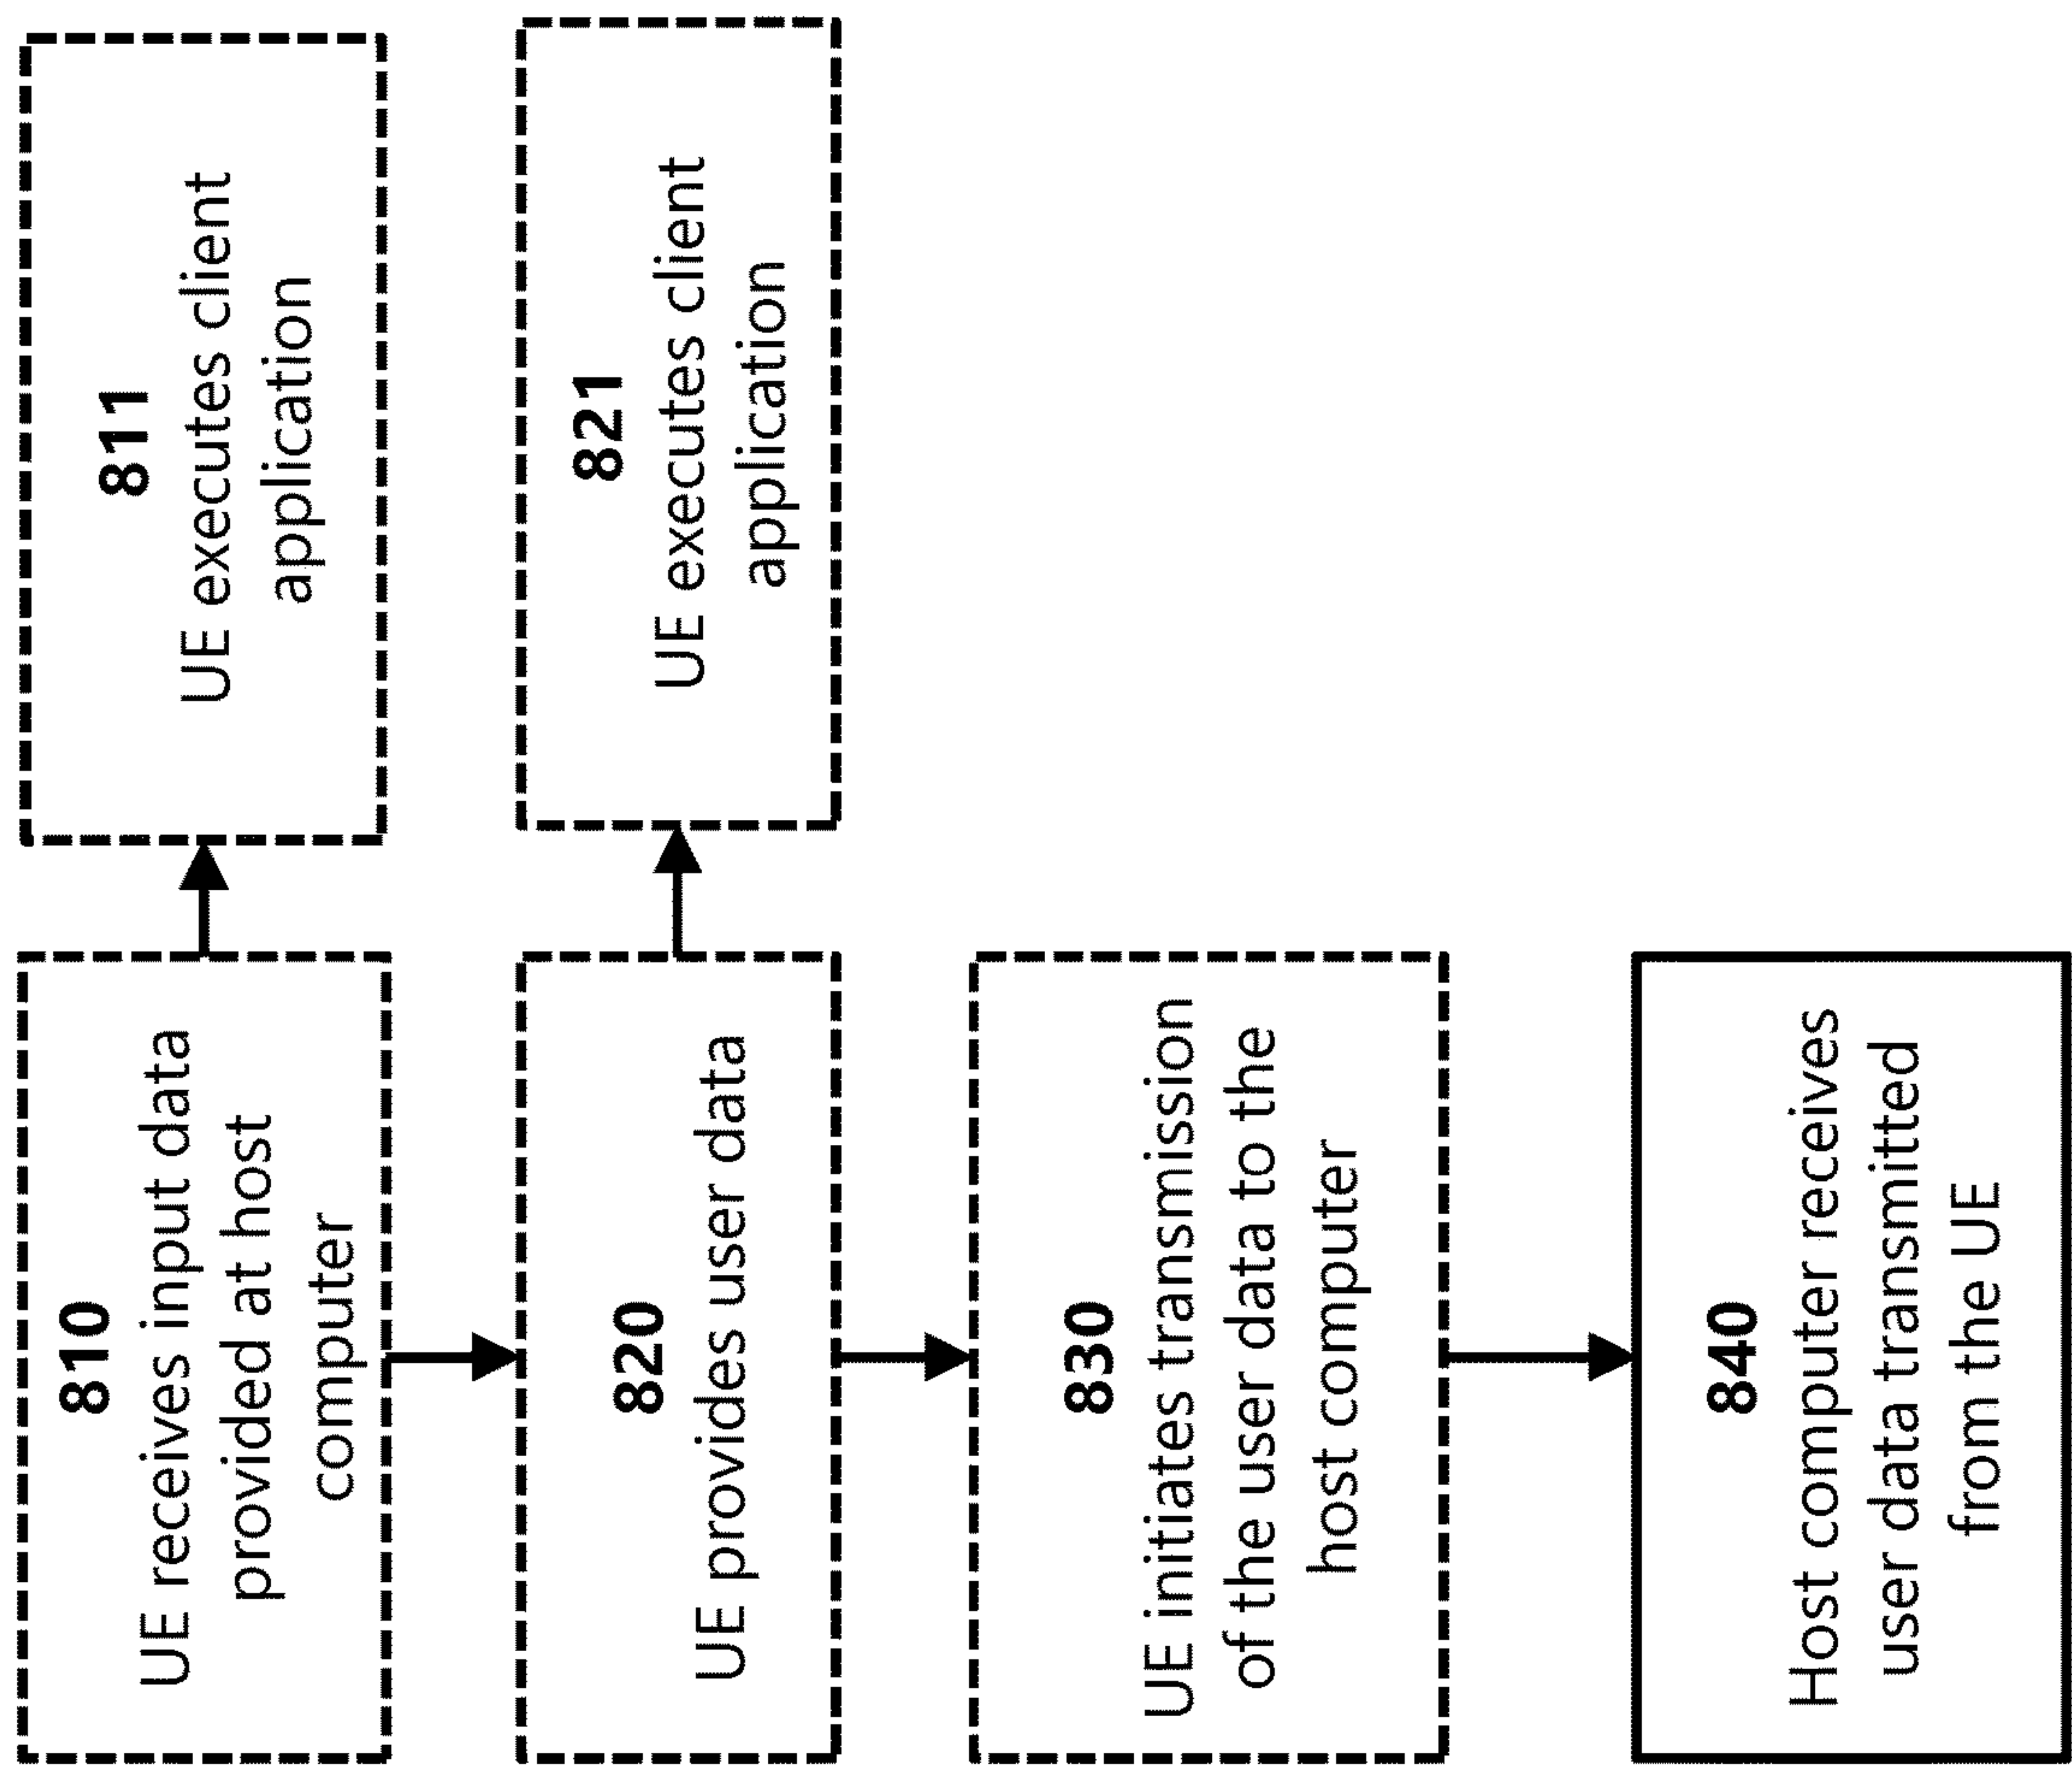 810
UE receives input data
provided at host
computer
811
UE executes client
application
820
UE provides user data
821
UE executes client
application
830
UE initiates transmission
of the user data to the
host computer
840
Host computer receives
user data transmitted
from the UE